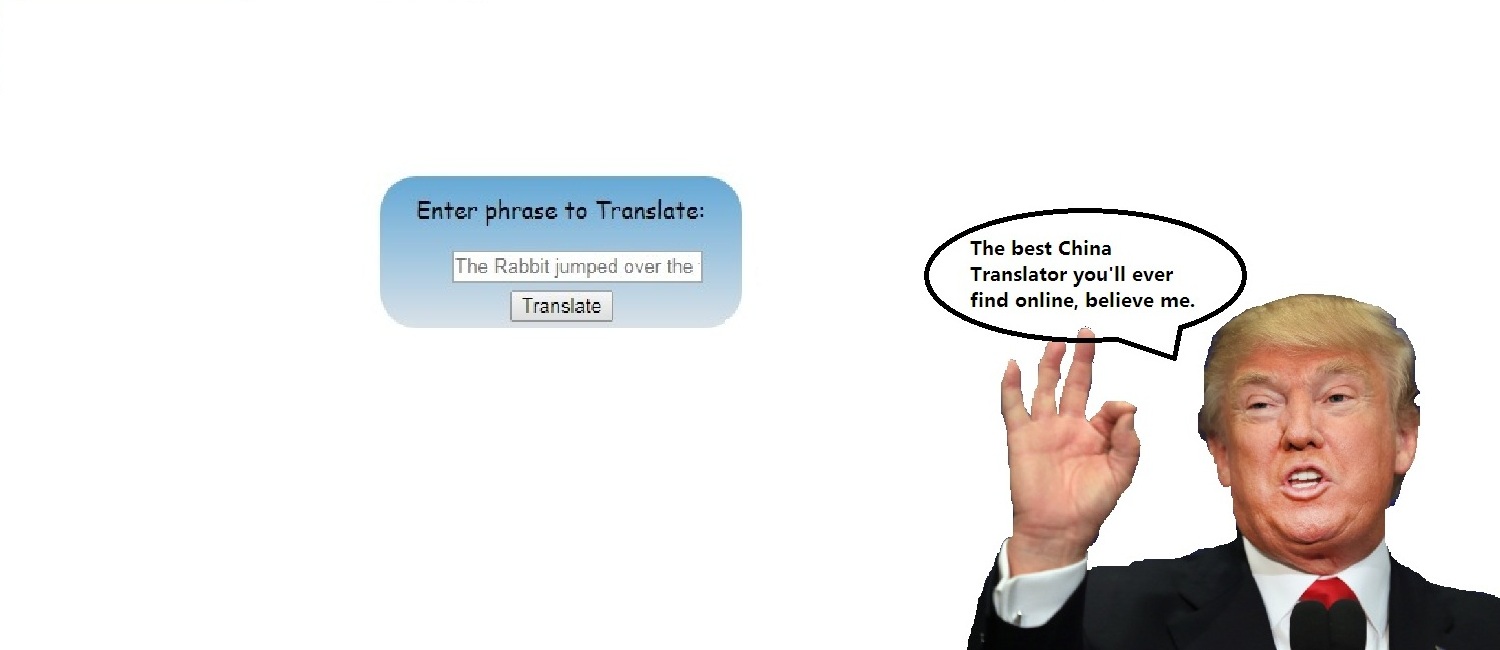 Enter phrase to Translate:
The Rabbit jumped over the
Translate
The best China
Translator you'll ever
find online, believe me.